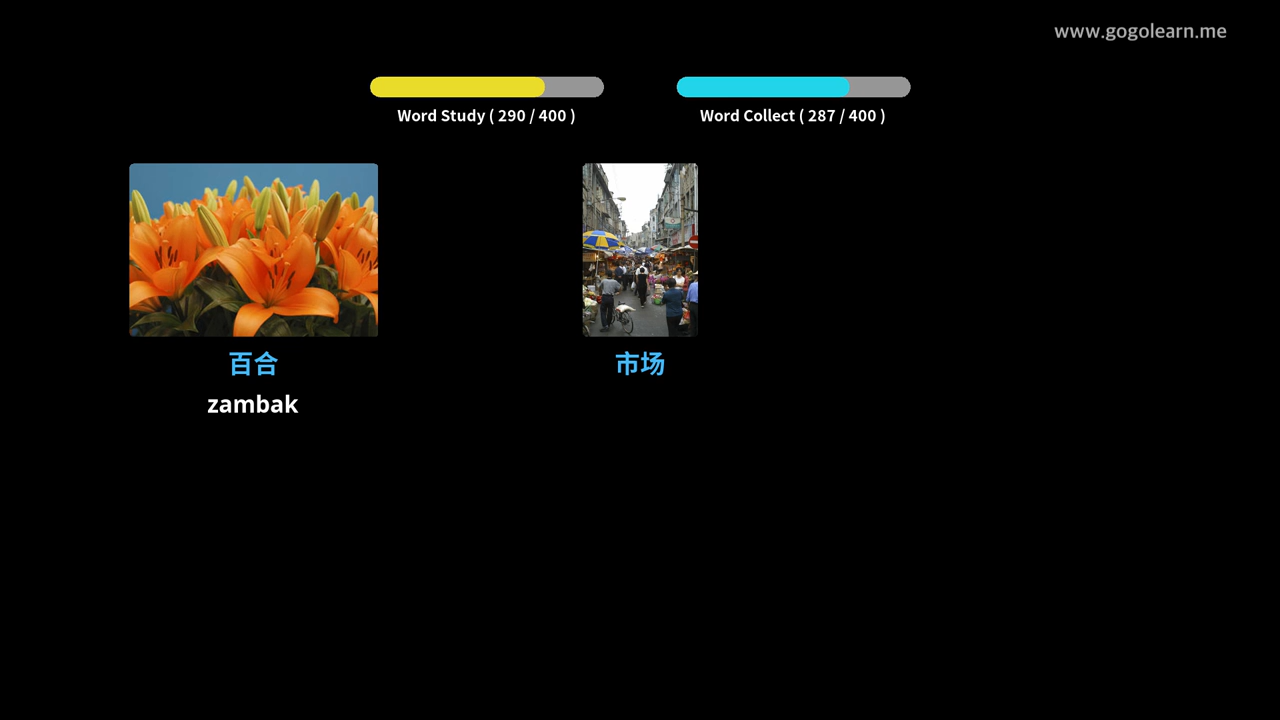 www.gogolearn.me
Word Study ( 290 / 400 )
Word Collect ( 287 / 400 )
百合
市场
zambak